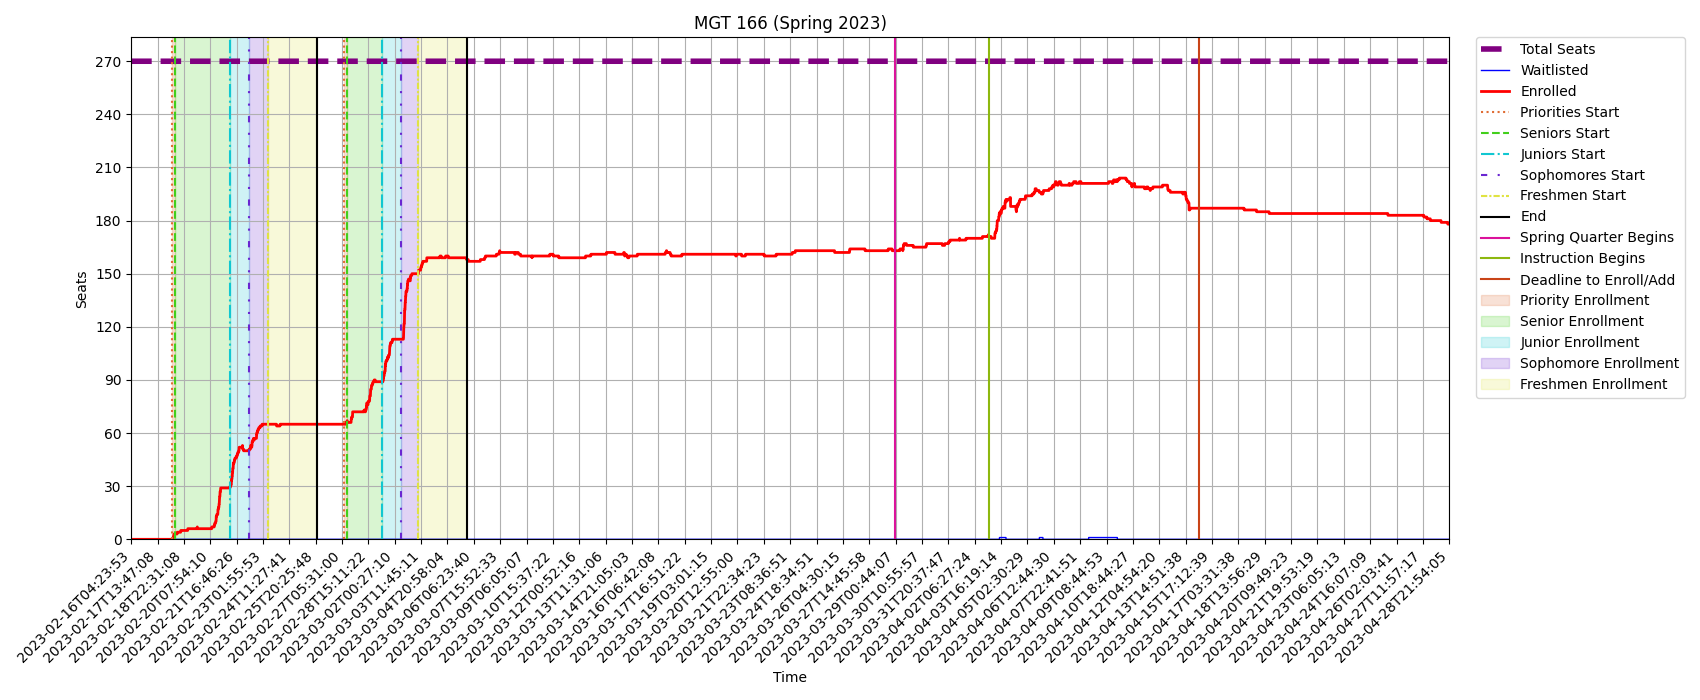 MGT 166 (Spring 2023)
270
240
210
180
150
120
90
60
30
0
Seats
Total Seats
Waitlisted
Enrolled
Priorities Start
Seniors Start
Juniors Start
Sophomores Start
Freshmen Start
End
Spring Quarter Begins
Instruction Begins
Deadline to Enroll/Add
Priority Enrollment
Senior Enrollment
Junior Enrollment
Sophomore Enrollment
Freshmen Enrollment
2023-02-16T04:23:53
2023-02-17T13:47:08
2023-02-18T22:31:08
2023-02-20T07:54:10
2023-02-21T16:46:26
2023-02-23T01:55:53
2023-02-24T11:27:41
2023-02-25T20:25:48
2023-02-27T05:31:00
2023-02-28T15:11:22
2023-03-02T00:27:10
2023-03-03T11:45:11
2023-03-04T20:58:04
2023-03-06T06:23:40
2023-03-07T15:52:33
2023-03-09T06:05:07
2023-03-10T15:37:22
2023-03-12T00:52:16
2023-03-13T11:31:06
2023-03-14T21:05:03
2023-03-16T06:42:08
2023-03-17T16:51:22
2023-03-19T03:01:15
2023-03-20T12:55:00
2023-03-21T22:34:23
2023-03-23T08:36:51
2023-03-24T18:34:51
2023-03-26T04:30:15
2023-03-27T14:45:58
2023-03-29T00:44:07
2023-03-30T10:55:57
2023-03-31T20:37:47
2023-04-02T06:27:24
2023-04-03T16:19:14
2023-04-05T02:30:29
2023-04-06T12:44:30
2023-04-07T22:41:51
2023-04-09T08:44:53
2023-04-10T18:44:27
2023-04-12T04:54:20
2023-04-13T14:51:38
2023-04-15T17:12:39
2023-04-17T03:31:38
2023-04-18T13:56:29
2023-04-20T09:49:23
2023-04-21T19:53:19
2023-04-23T06:05:13
2023-04-24T16:07:09
2023-04-26T02:03:41
2023-04-27T11:57:17
2023-04-28T21:54:05
Time